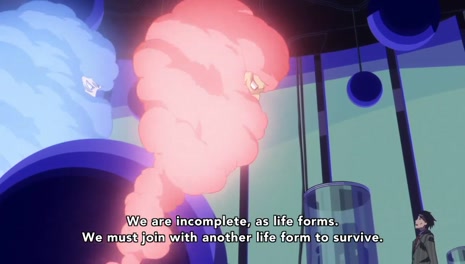 We are incomplete, as life forms.
We must join with another life form to survive.